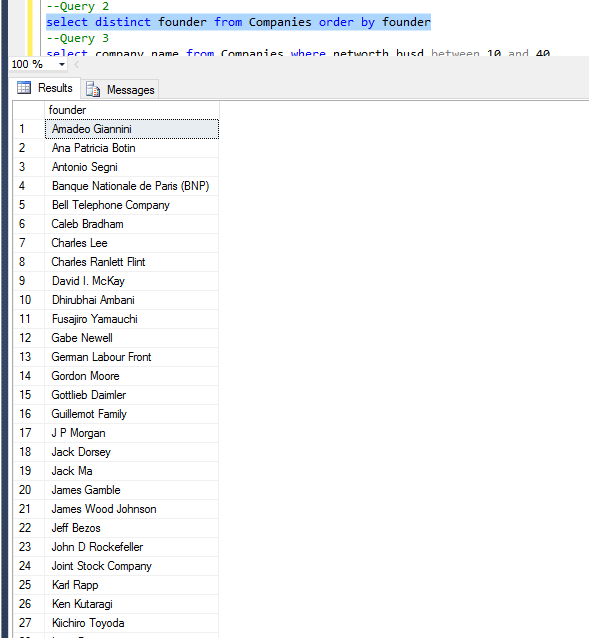 --Query 2
select distinct founder from Companies order by founder
--Query 3
select company_name from Companies where networth_busd between 10 and 40
100 %
Results Messages
founder
1 Amadeo Giannini
2 Ana Patricia Botin
3 Antonio Segni
4 Banque Nationale de Paris (BNP)
5 Bell Telephone Company
6 Caleb Bradham
7 Charles Lee
8 Charles Ranlett Flint
9 David I. McKay
10 Dhirubhai Ambani
11 Fusajiro Yamauchi
12 Gabe Newell
13 German Labour Front
14 Gordon Moore
15 Gottlieb Daimler
16 Guillemot Family
17 J P Morgan
18 Jack Dorsey
19 Jack Ma
20 James Gamble
21 James Wood Johnson
22 Jeff Bezos
23 John D Rockefeller
24 Joint Stock Company
25 Karl Rapp
26 Ken Kutaragi
27 Kiichiro Toyoda